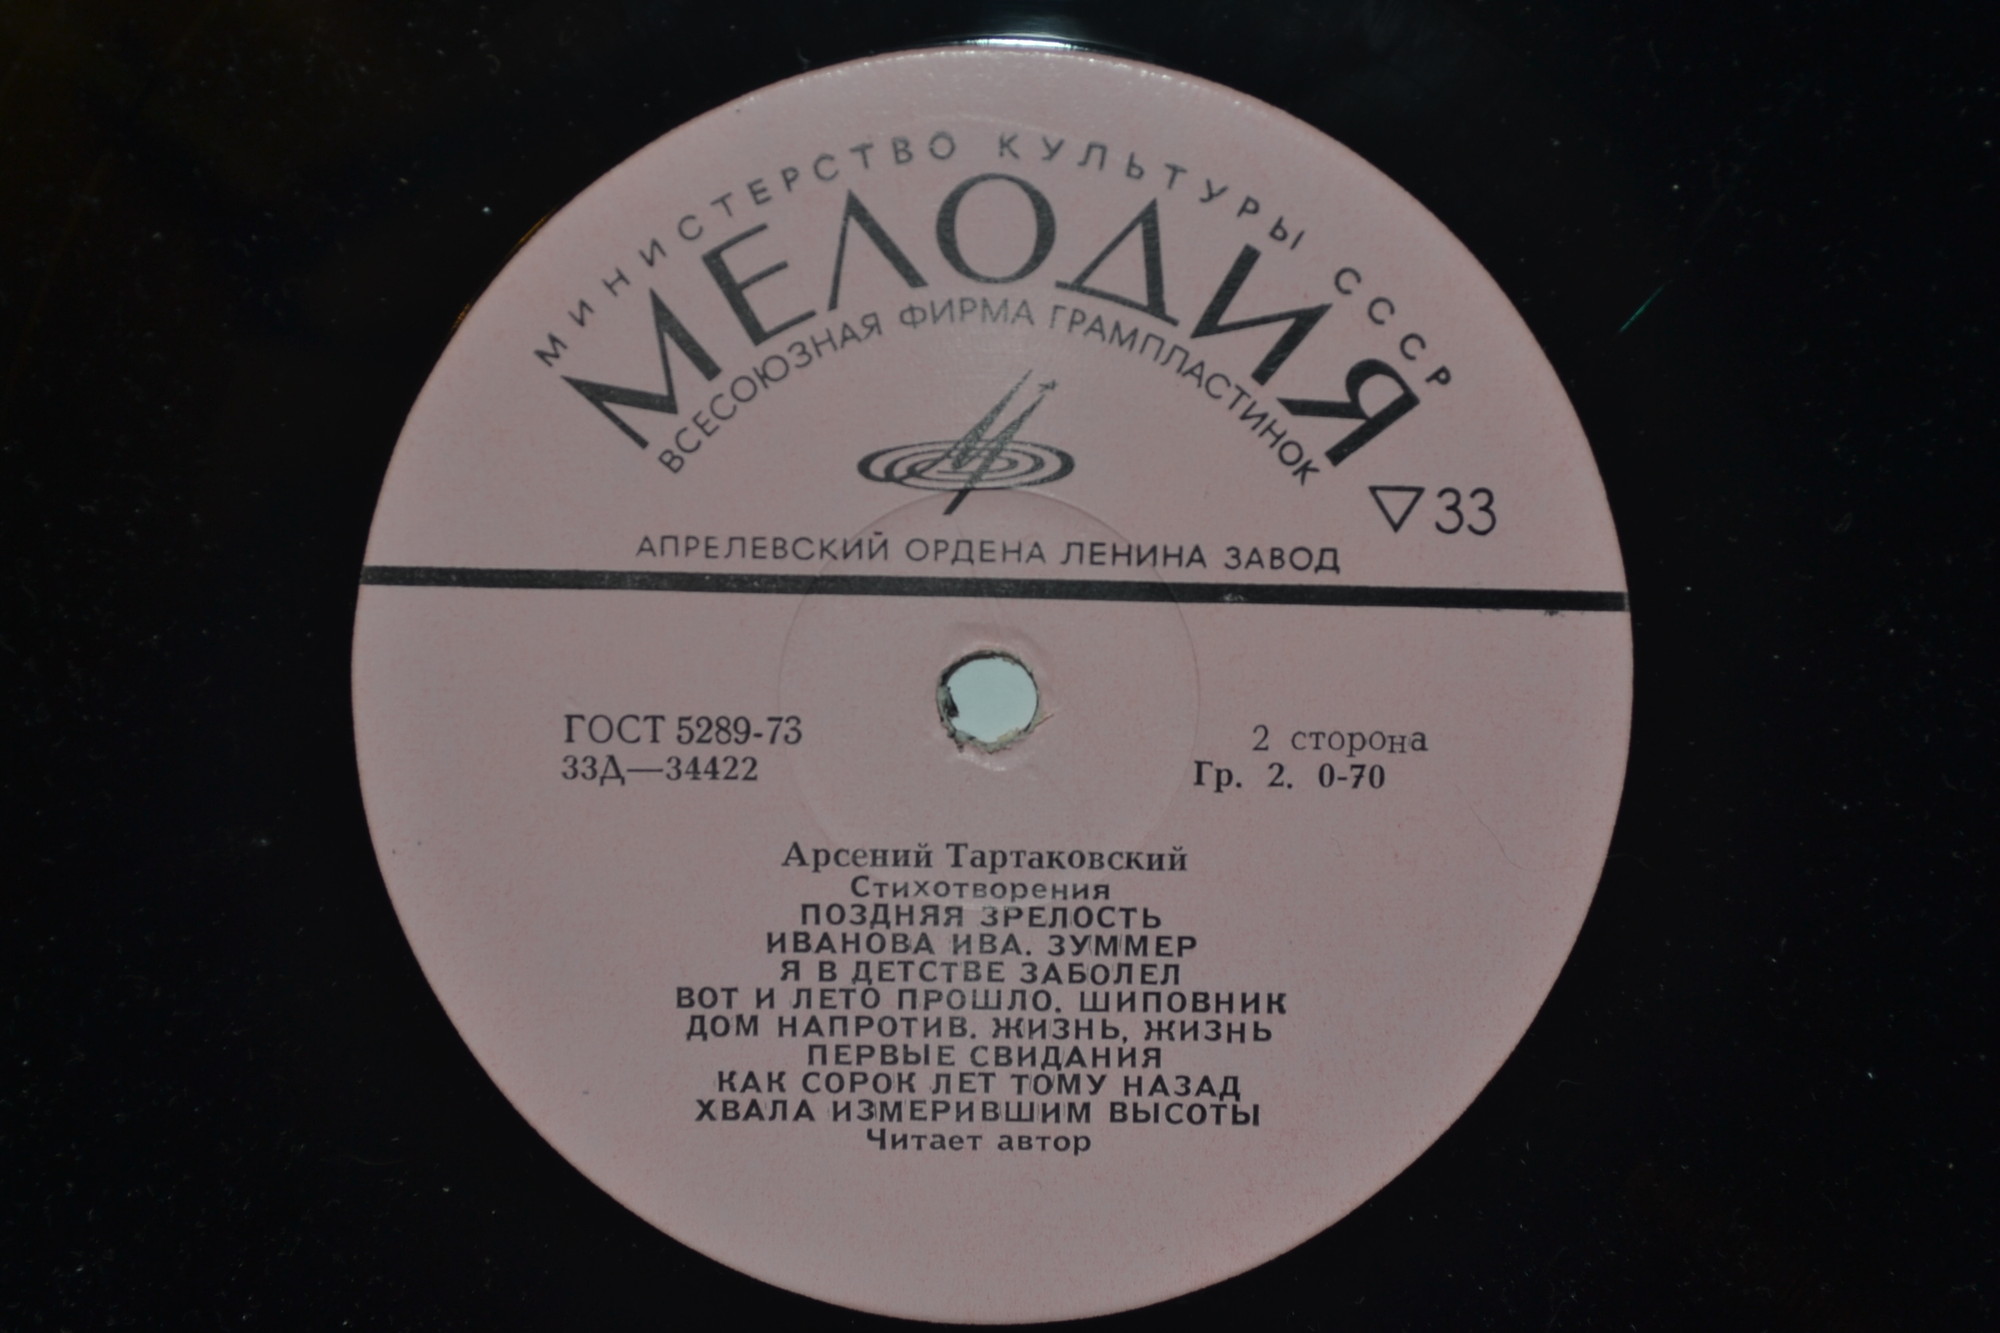 МИНИСТЕРСТВО КУЛЬТУРЫ СССР
МЕЛОДИЯ
ВСЕСОЮЗНАЯ ФИРМА ГРАМПЛАСТИНОК
▽33
АПРЕЛЕВСКИЙ ОРДЕНА ЛЕНИНА ЗАВОД
ГОСТ 5289-73
2 сторона
33Д—34422
Гр. 2. 0-70
Арсений Тартаковский
Стихотворения
ПОЗДНЯЯ ЗРЕЛОСТЬ
ИВАНОВА ИВА. ЗУММЕР
Я В ДЕТСТВЕ ЗАБОЛЕЛ
ВОТ И ЛЕТО ПРОШЛО. ШИПОВНИК
ДОМ НАПРОТИВ. ЖИЗНЬ, ЖИЗНЬ
ПЕРВЫЕ СВИДАНИЯ
КАК СОРОК ЛЕТ ТОМУ НАЗАД
ХВАЛА ИЗМЕРИВШИМ ВЫСОТЫ
Читает автор